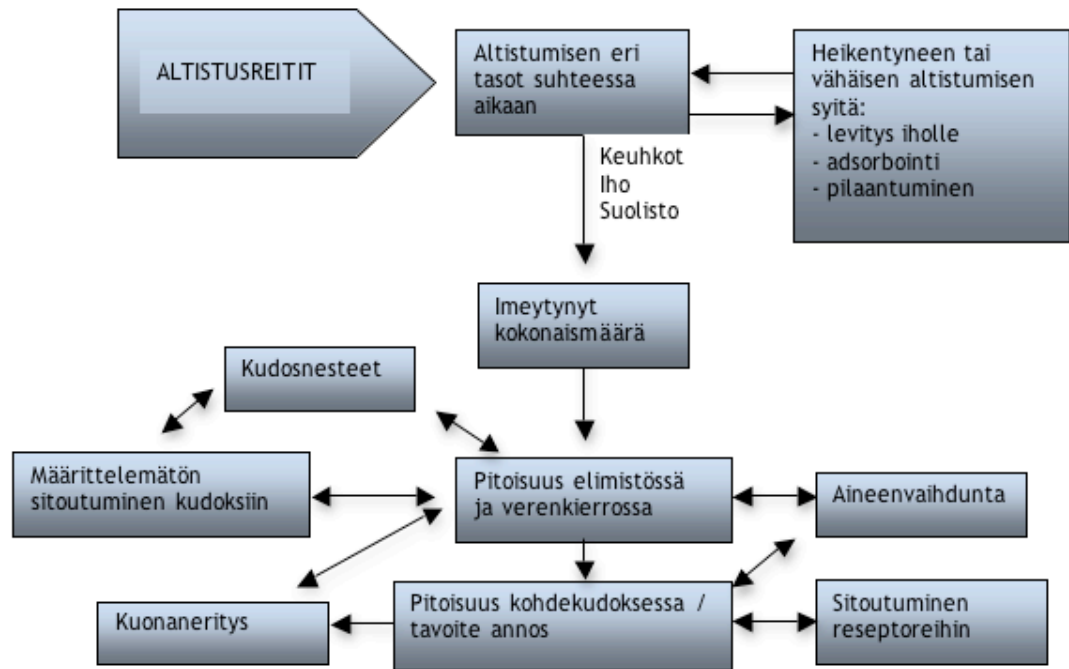 ALTISTUSREITIT
Altistumisen eri
tasot suhteessa
aikaan
Heikentyneen tai
vähäisen altistumisen
syitä:
- levitys iholle
- adsorbointi
- pilaantuminen
Keuhkot
Iho
Suolisto
Imeytynyt
kokonaismäärä
Kudosnesteet
Määrittelemätön
sitoutuminen kudoksiin
Pitoisuus elimistössä
ja verenkierrossa
Aineenvaihdunta
Kuonaneritys
Pitoisuus kohdekudoksessa /
tavoite annos
Sitoutuminen
reseptoreihin